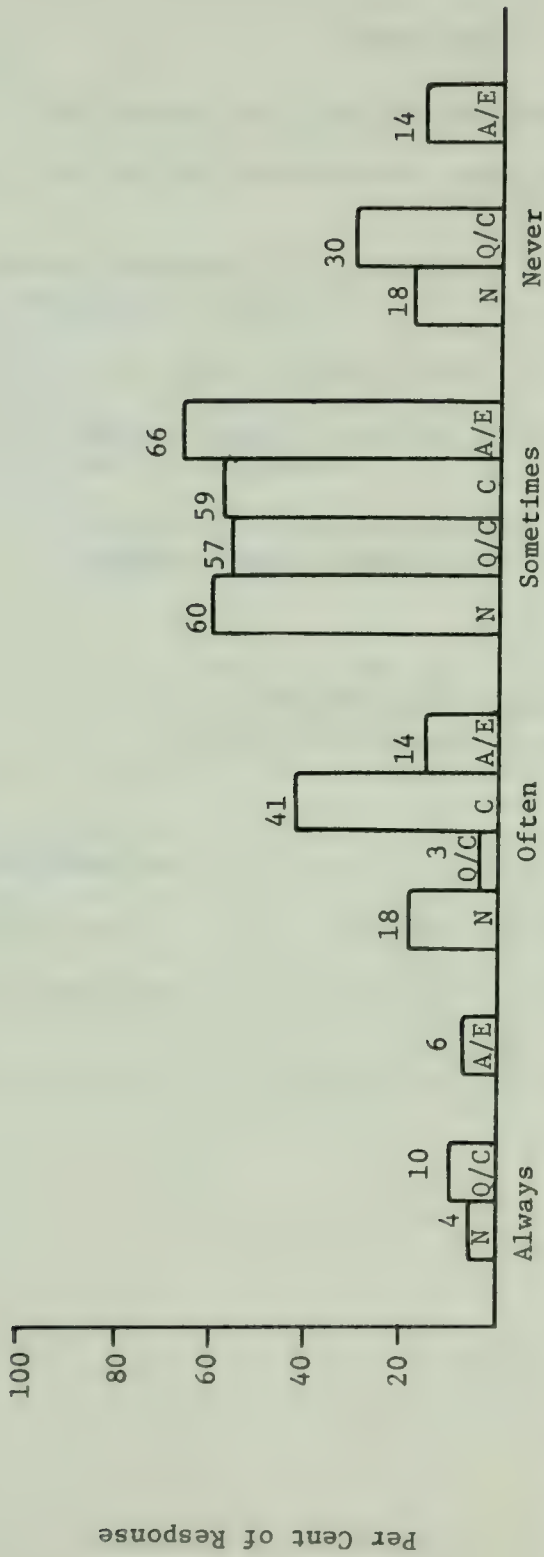 Per Cent of Response
100
80
60
40
20
4
N
10
Q/C
6
A/E
Always
18
N
3
Q/C
41
C
14
A/E
Often
60
N
57
Q/C
59
C
66
A/E
Sometimes
18
N
30
Q/C
14
A/E
Never